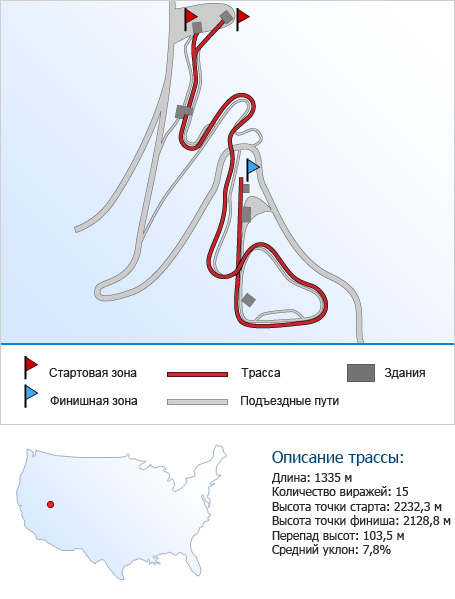 Стартовая зона
Трасса
Здания
Финишная зона
Подъездные пути
Описание трассы:
Длина: 1335 м
Количество виражей: 15
Высота точки старта: 2232,3 м
Высота точки финиша: 2128,8 м
Перепад высот: 103,5 м
Средний уклон: 7,8%